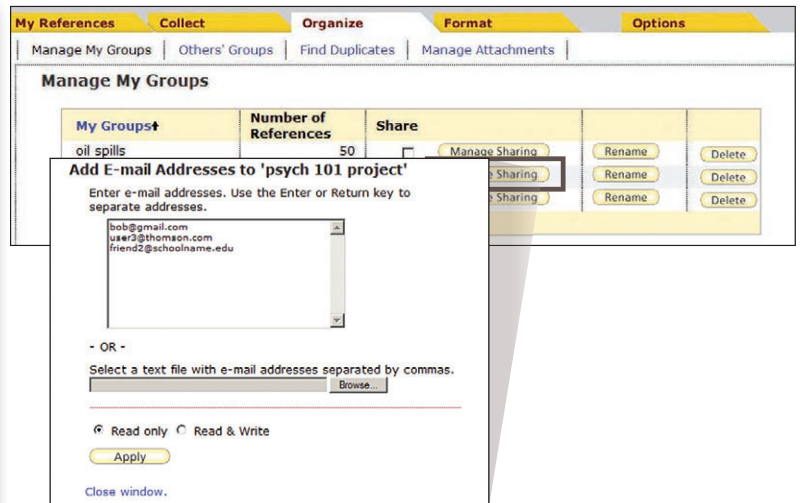 My References Collect Organize Format Options
Manage My Groups Others' Groups Find Duplicates Manage Attachments
Manage My Groups
My Groups Number of References Share
oil spills 50 Manage Sharing Rename Delete
Sharing Rename Delete
Sharing Rename Delete
Add E-mail Addresses to 'psych 101 project'
Enter e-mail addresses. Use the Enter or Return key to
separate addresses.
bob@gmail.com
user3@thomson.com
friend2@schoolname.edu
- OR -
Select a text file with e-mail addresses separated by commas.
Browse...
Read only Read & Write
Apply
Close window.